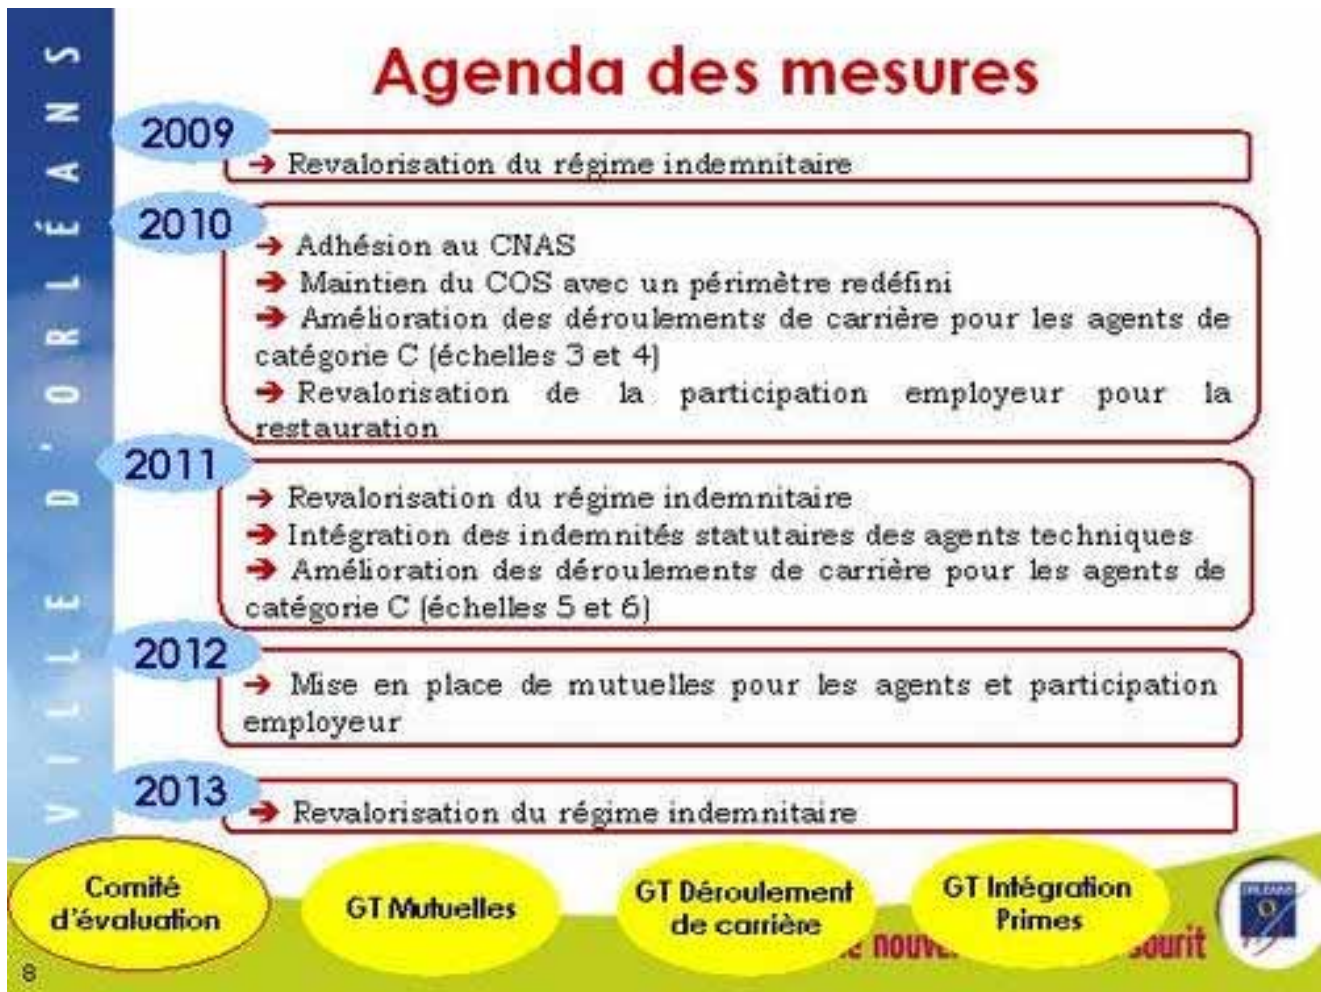 VILLE D'ORLÉANS
Agenda des mesures
2009
➔ Revalorisation du régime indemnitaire
2010
➔ Adhésion au CNAS
➔ Maintien du COS avec un périmètre redéfini
➔ Amélioration des déroulements de carrière pour les agents de
catégorie C (échelles 3 et 4)
➔ Revalorisation de la participation employeur pour la
restauration
2011
➔ Revalorisation du régime indemnitaire
➔ Intégration des indemnités statutaires des agents techniques
➔ Amélioration des déroulements de carrière pour les agents de
catégorie C (échelles 5 et 6)
2012
➔ Mise en place de mutuelles pour les agents et participation
employeur
2013
➔ Revalorisation du régime indemnitaire
Comité
d'évaluation
GT Mutuelles
GT Déroulement
de carrière
GT Intégration
Primes
sourit
ORLÉANS
8